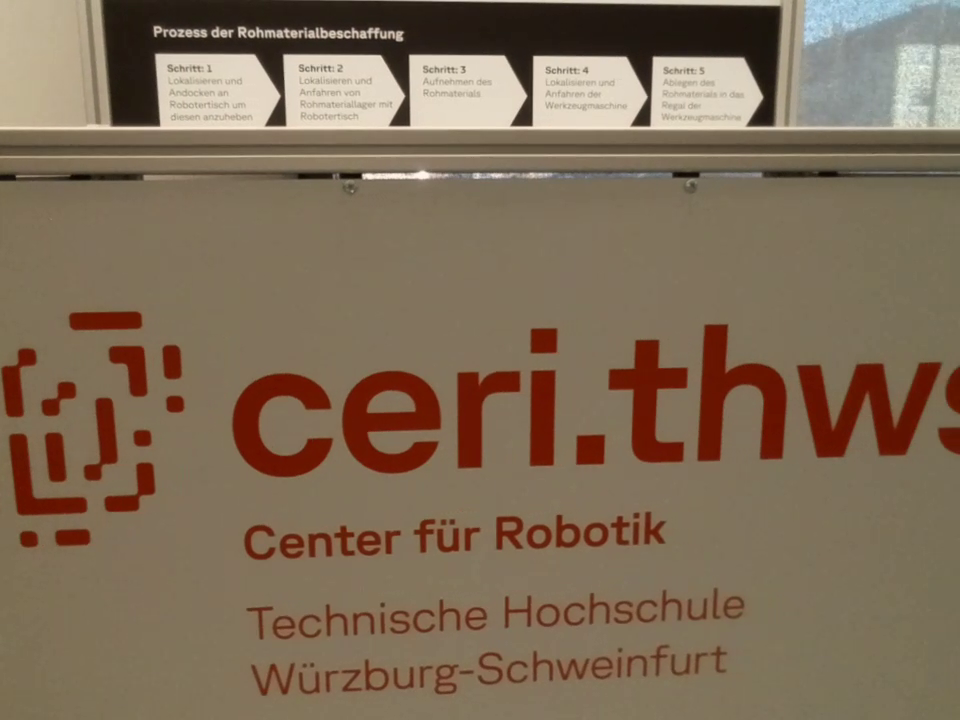 Prozess der Rohmaterialbeschaffung
Schritt: 1
Lokalisieren und
Andocken an
Robotertisch um
diesen anzuheben
Schritt: 2
Lokalisieren und
Anfahren von
Rohmateriallager mit
Robotertisch
Schritt: 3
Aufnehmen des
Rohmaterials
Schritt: 4
Lokalisieren und
Anfahren der
Werkzeugmaschine
Schritt: 5
Ablegen des
Rohmaterials in das
Regal der
Werkzeugmaschine
ceri.thws
Center für Robotik
Technische Hochschule
Würzburg-Schweinfurt